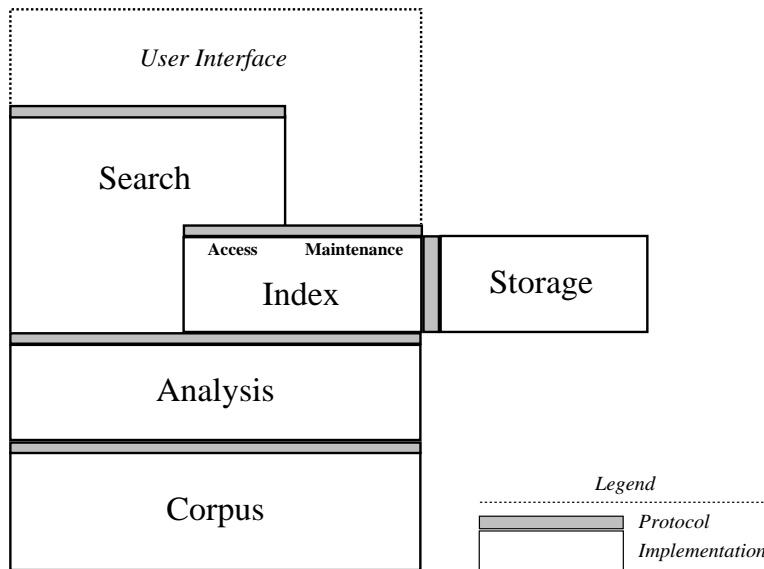 User Interface
Search
Access Maintenance
Index
Storage
Analysis
Corpus
Legend
Protocol
Implementation